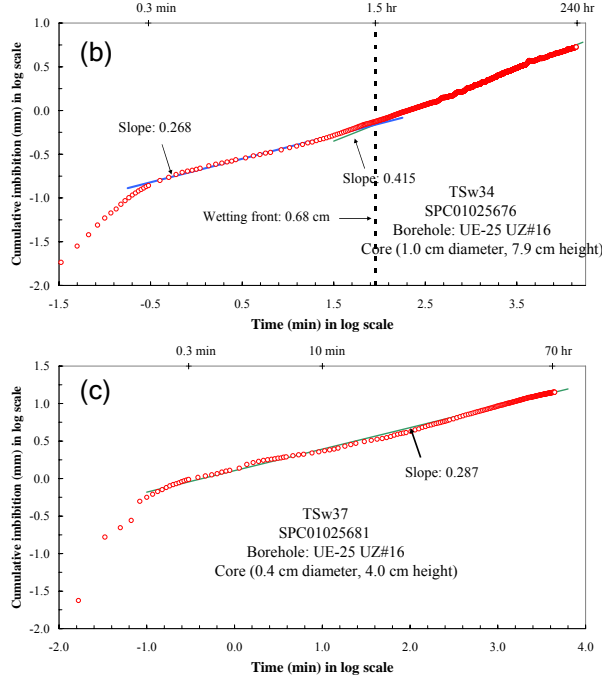 0.3 min 1.5 hr 240 hr
(b)
Cumulative imbibition (mm) in log scale
1.0
0.5
0.0
-0.5
-1.0
-1.5
-2.0
Slope: 0.268
Slope: 0.415
Wetting front: 0.68 cm
TSw34
SPC01025676
Borehole: UE-25 UZ#16
Core (1.0 cm diameter, 7.9 cm height)
-1.5 -0.5 0.5 1.5 2.5 3.5
Time (min) in log scale
0.3 min 10 min 70 hr
(c)
Cumulative imbibition (mm) in log scale
1.5
1.0
0.5
0.0
-0.5
-1.0
-1.5
-2.0
Slope: 0.287
TSw37
SPC01025681
Borehole: UE-25 UZ#16
Core (0.4 cm diameter, 4.0 cm height)
-2.0 -1.0 0.0 1.0 2.0 3.0 4.0
Time (min) in log scale